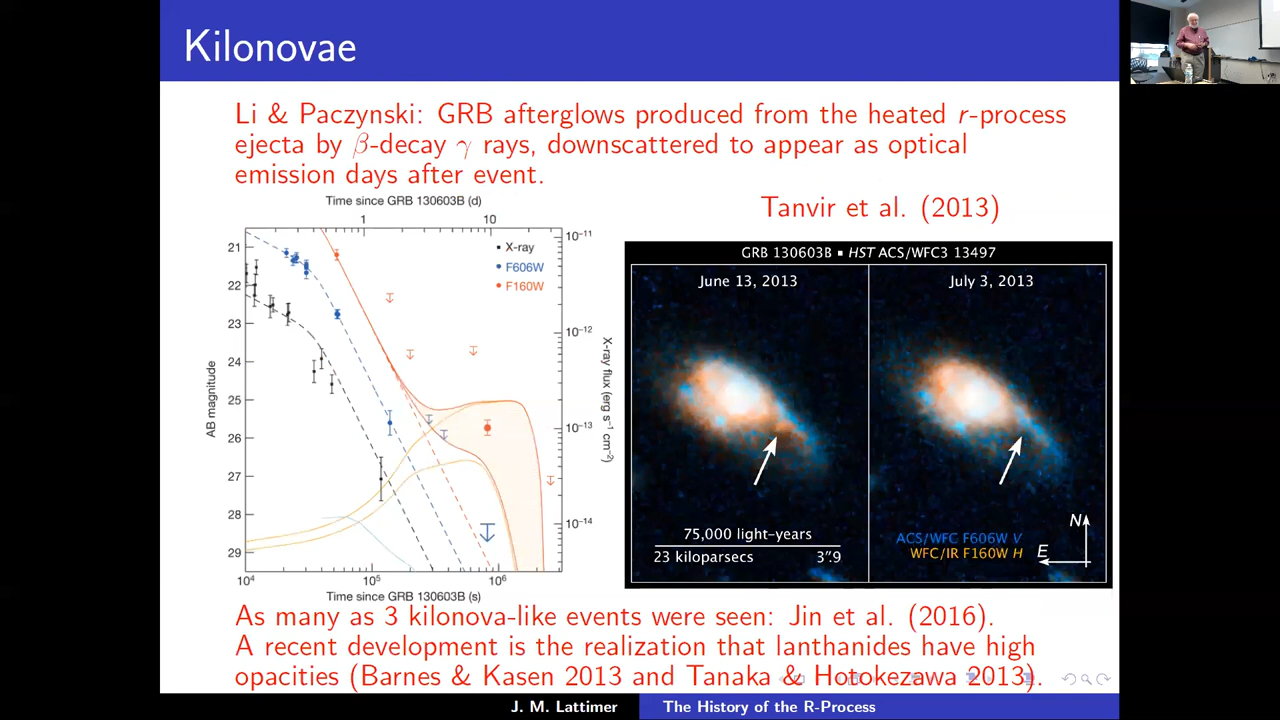 Kilonovae
Li & Paczynski: GRB afterglows produced from the heated r-process
ejecta by β-decay γ rays, downscattered to appear as optical
emission days after event.
Time since GRB 130603B (d)
1
10
21
22
23
24
25
26
27
28
29
AB magnitude
X-ray
F606W
F160W
10⁻¹¹
10⁻¹²
10⁻¹³
10⁻¹⁴
X-ray flux (erg s⁻¹ cm⁻²)
10⁴
10⁵
10⁶
Time since GRB 130603B (s)
Tanvir et al. (2013)
GRB 130603B ▪ HST ACS/WFC3 13497
June 13, 2013
July 3, 2013
75,000 light-years
23 kiloparsecs
3″.9
ACS/WFC F606W V
WFC/IR F160W H
N
E
As many as 3 kilonova-like events were seen: Jin et al. (2016).
A recent development is the realization that lanthanides have high
opacities (Barnes & Kasen 2013 and Tanaka & Hotokezawa 2013).
J. M. Lattimer
The History of the R-Process